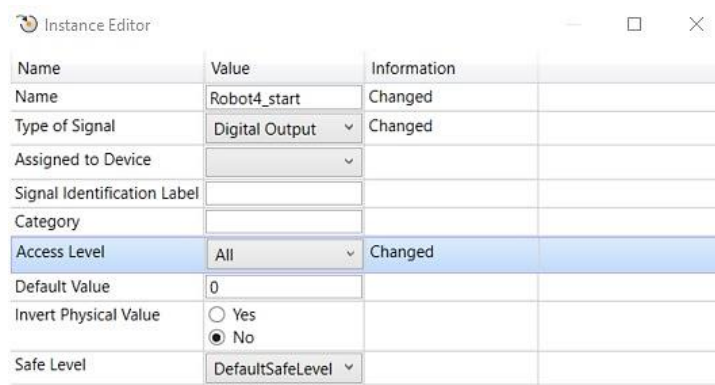 Instance Editor
Name Value Information
Name Robot4_start Changed
Type of Signal Digital Output Changed
Assigned to Device
Signal Identification Label
Category
Access Level All Changed
Default Value 0
Invert Physical Value Yes
No
Safe Level DefaultSafeLevel